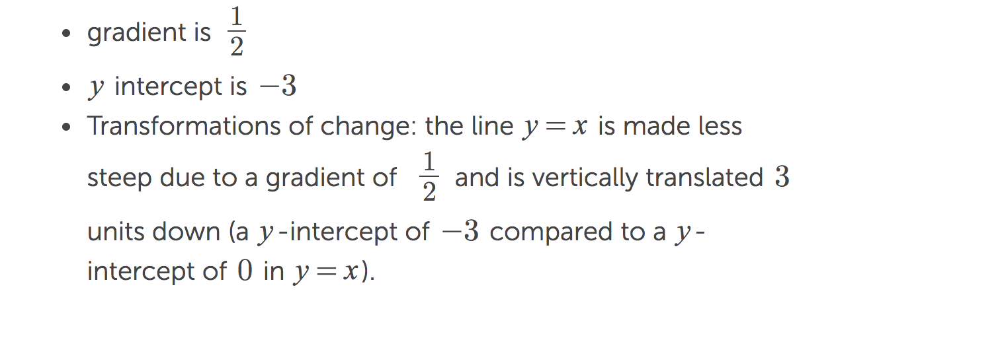 • gradient is 1/2
• y intercept is −3
• Transformations of change: the line y = x is made less
steep due to a gradient of 1/2 and is vertically translated 3
units down (a y-intercept of −3 compared to a y-
intercept of 0 in y = x).